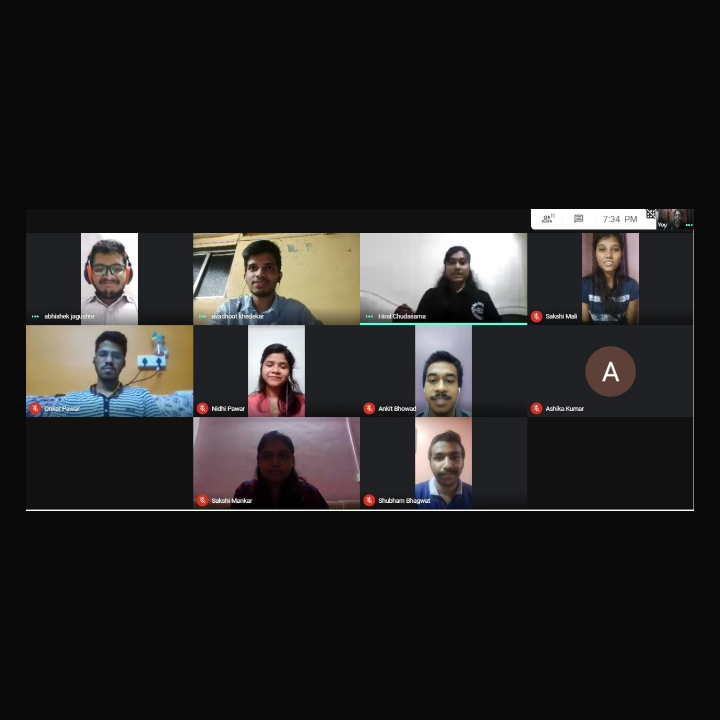 11
7:34 PM
You
abhishek jagushte
avadhoot khedekar
Hiral Chudasama
Sakshi Mali
Onkar Pawar
Nidhi Pawar
Ankit Bhowad
A
Ashika Kumar
Sakshi Mankar
Shubham Bhagwat